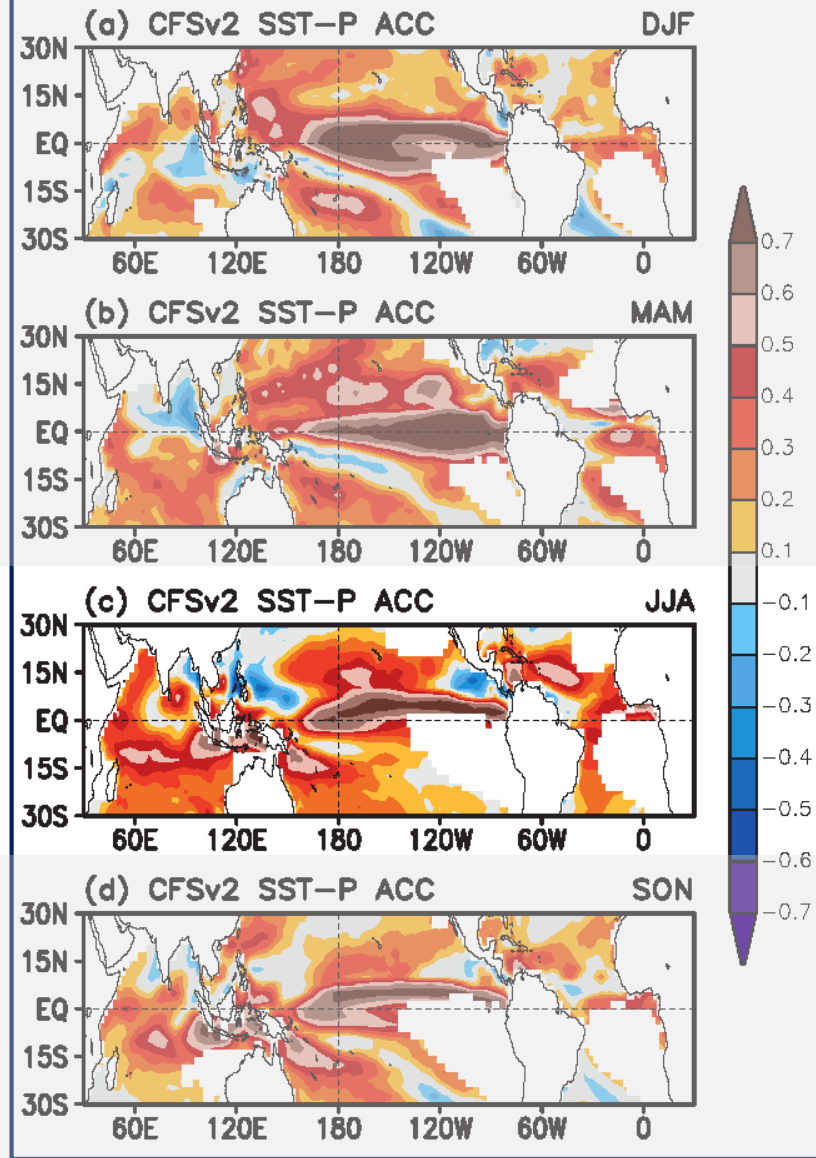 (a) CFSv2 SST-P ACC DJF
30N
15N
EQ
15S
30S
60E 120E 180 120W 60W 0
(b) CFSv2 SST-P ACC MAM
30N
15N
EQ
15S
30S
60E 120E 180 120W 60W 0
(c) CFSv2 SST-P ACC JJA
30N
15N
EQ
15S
30S
60E 120E 180 120W 60W 0
(d) CFSv2 SST-P ACC SON
30N
15N
EQ
15S
30S
60E 120E 180 120W 60W 0
0.7
0.6
0.5
0.4
0.3
0.2
0.1
-0.1
-0.2
-0.3
-0.4
-0.5
-0.6
-0.7